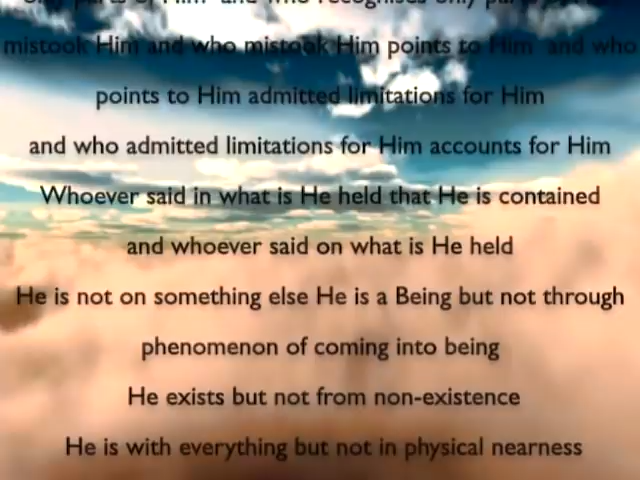 mistook Him and who mistook Him points to Him and who
points to Him admitted limitations for Him
and who admitted limitations for Him accounts for Him
Whoever said in what is He held that He is contained
and whoever said on what is He held
He is not on something else He is a Being but not through
phenomenon of coming into being
He exists but not from non-existence
He is with everything but not in physical nearness